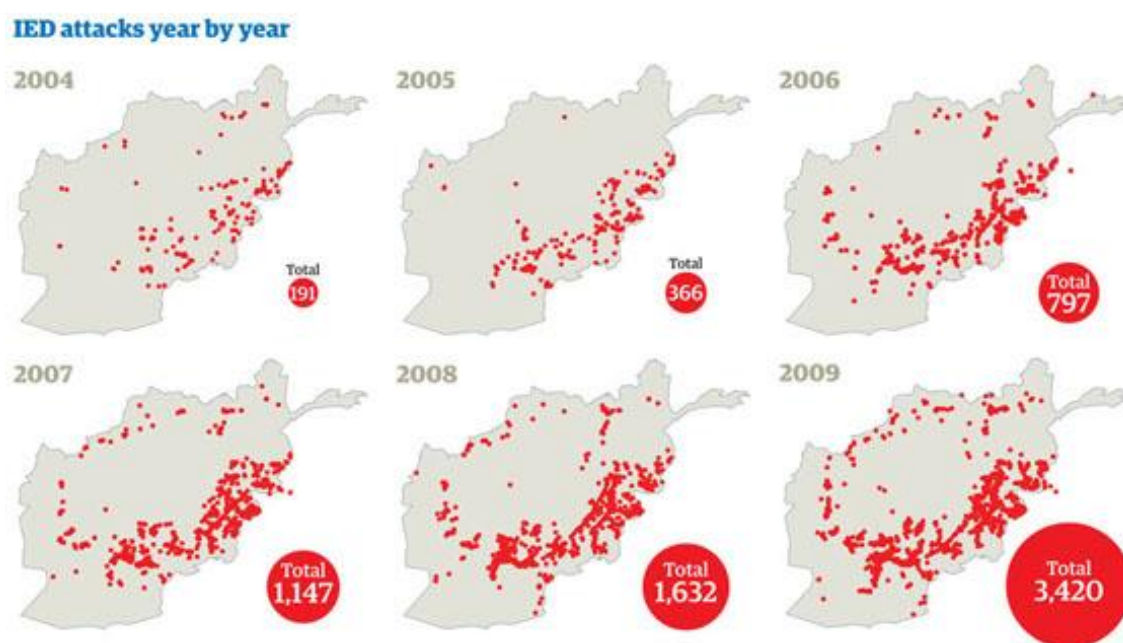 IED attacks year by year
2004
Total
191
2005
Total
366
2006
Total
797
2007
Total
1,147
2008
Total
1,632
2009
Total
3,420